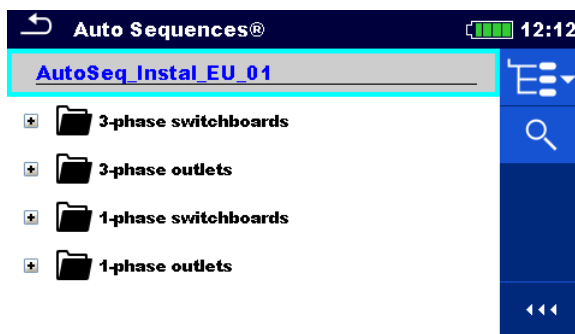 Auto Sequences® 12:12
AutoSeq_Instal_EU_01
3-phase switchboards
3-phase outlets
1-phase switchboards
1-phase outlets